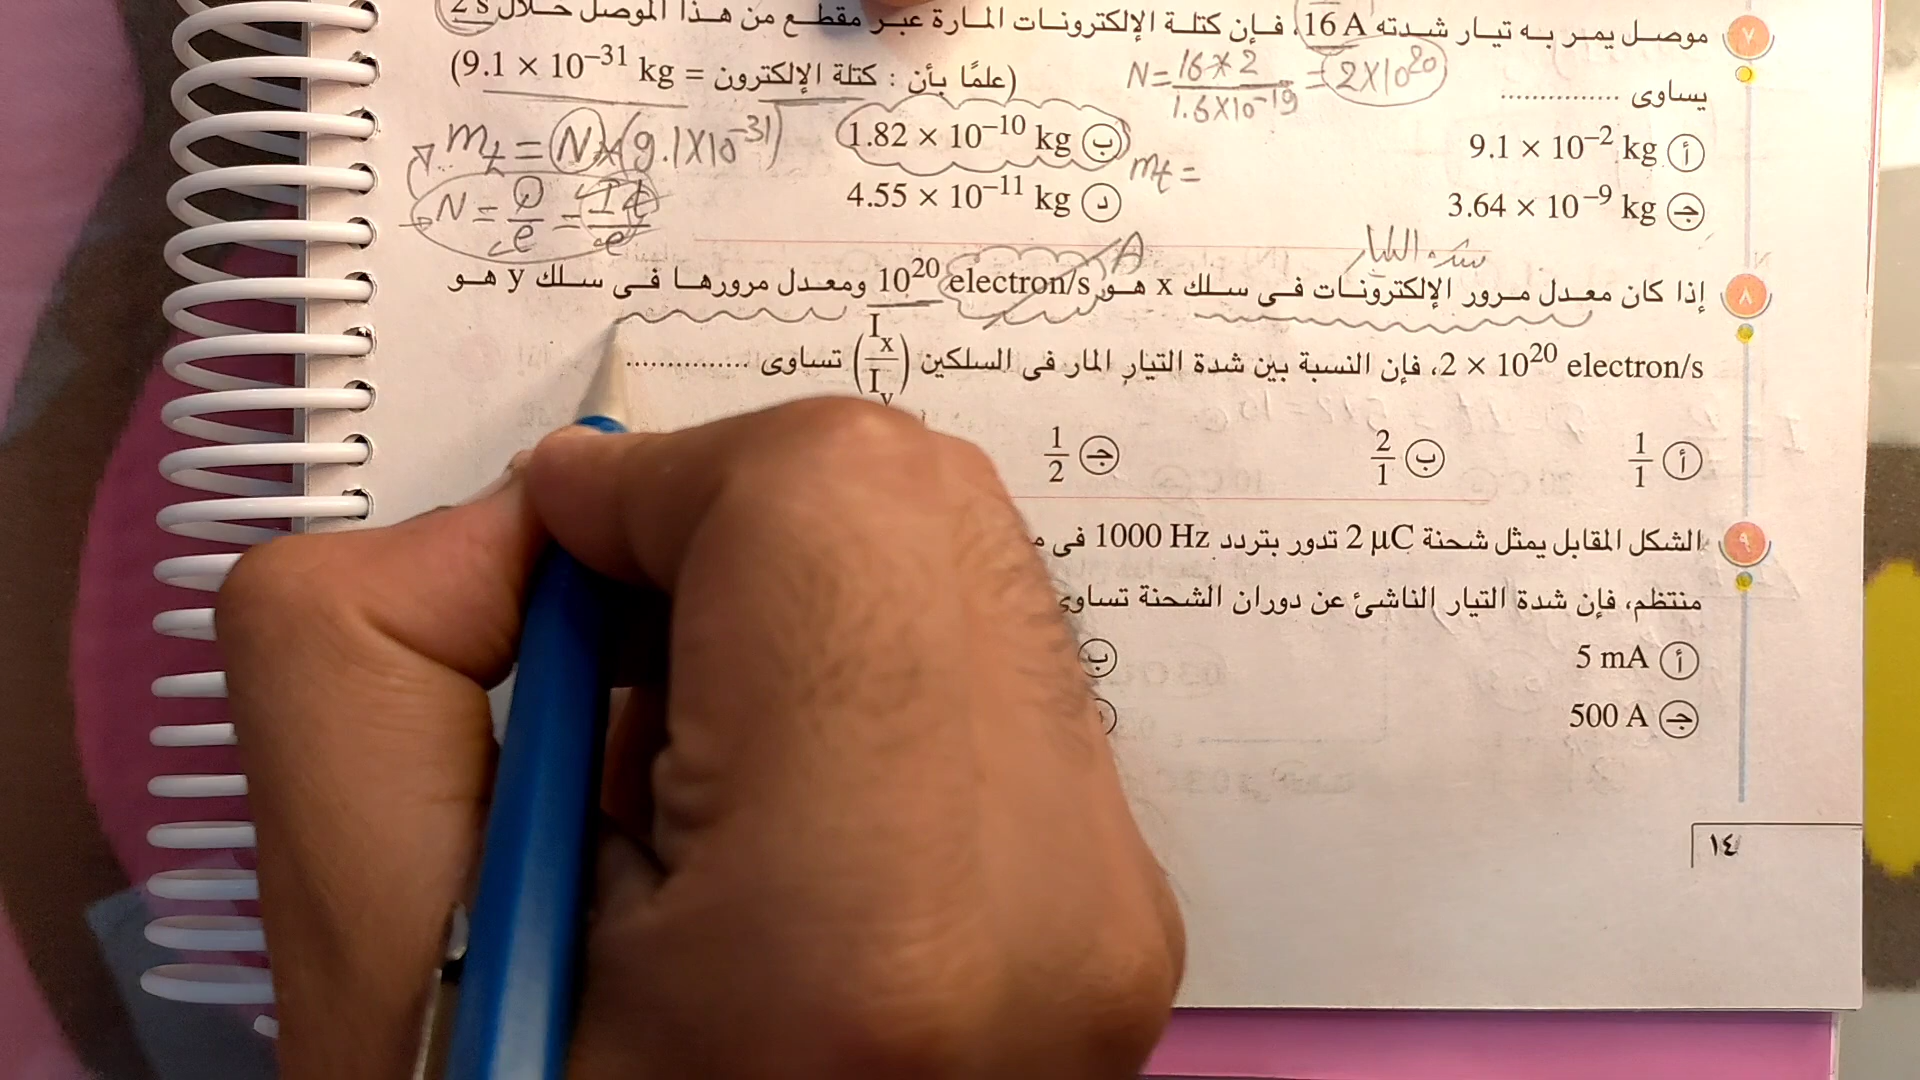 ٧ موصل يمر به تيار شدته 16 A، فإن كتلة الإلكترونات المارة عبر مقطع من هذا الموصل خلال 2 s
يساوى ............... (علمًا بأن : كتلة الإلكترون = 9.1 × 10⁻³¹ kg)
N = 16 × 2 / 1.6×10⁻¹⁹ = 2×10²⁰
أ 9.1 × 10⁻² kg
ب 1.82 × 10⁻¹⁰ kg
ج 3.64 × 10⁻⁹ kg
د 4.55 × 10⁻¹¹ kg
mt = N × (9.1×10⁻³¹)
mt =
N = Q/e = It/e
شدة التيار
A
٨ إذا كان معدل مرور الإلكترونات فى سلك x هو 10²⁰ electron/s ومعدل مرورها فى سلك y هو
2 × 10²⁰ electron/s، فإن النسبة بين شدة التيار المار فى السلكين (Ix/Iy) تساوى ...............
أ 1/1
ب 2/1
ج 1/2
٩ الشكل المقابل يمثل شحنة 2 µC تدور بتردد 1000 Hz فى
منتظم، فإن شدة التيار الناشئ عن دوران الشحنة تساوى
أ 5 mA
ب
ج 500 A
١٤